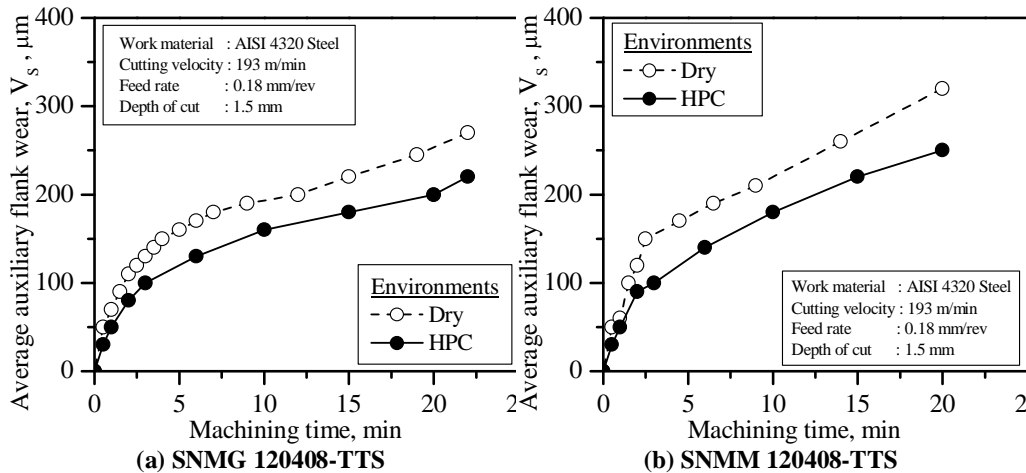 400
300
200
100
0
Average auxiliary flank wear, V_s , µm
Work material : AISI 4320 Steel
Cutting velocity : 193 m/min
Feed rate : 0.18 mm/rev
Depth of cut : 1.5 mm
Environments
Dry
HPC
0 5 10 15 20 2
Machining time, min
(a) SNMG 120408-TTS
400
300
200
100
0
Average auxiliary flank wear, V_s , µm
Environments
Dry
HPC
Work material : AISI 4320 Steel
Cutting velocity : 193 m/min
Feed rate : 0.18 mm/rev
Depth of cut : 1.5 mm
0 5 10 15 20 2
Machining time, min
(b) SNMM 120408-TTS